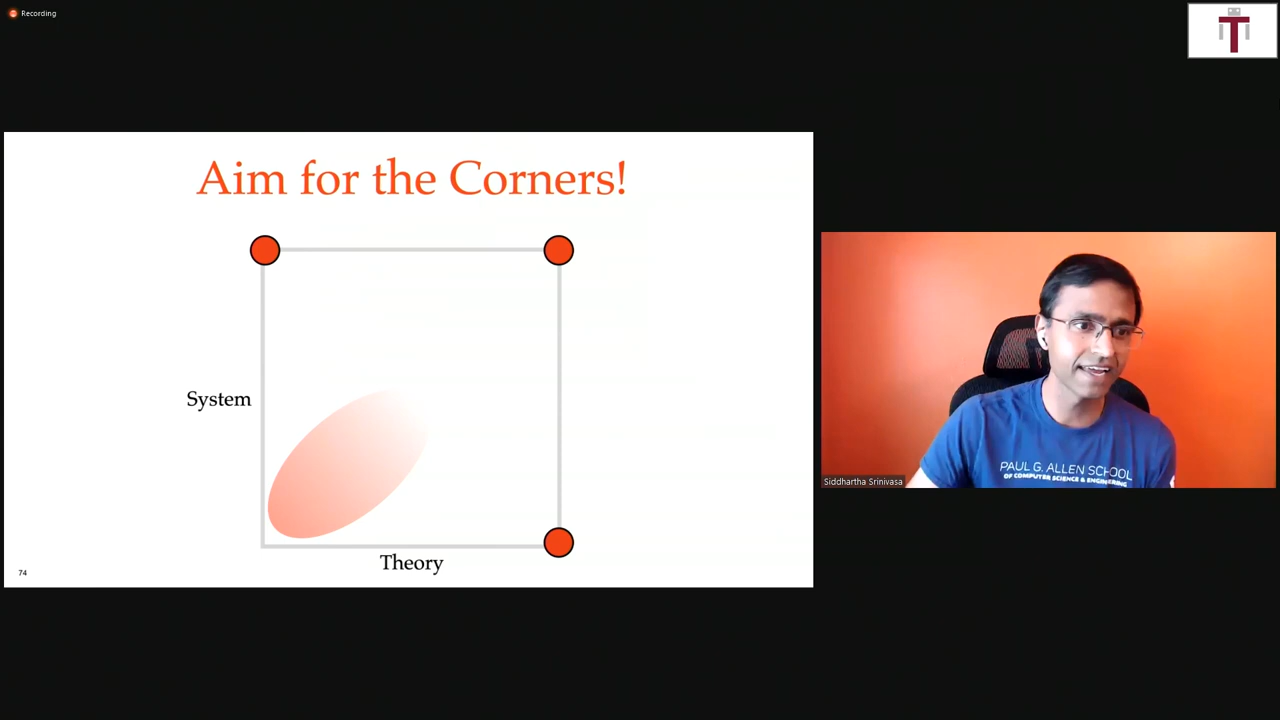 Recording
Aim for the Corners!
System
Theory
74
PAUL G. ALLEN SCHOOL
OF COMPUTER SCIENCE & ENGINEERING
Siddhartha Srinivasa
T